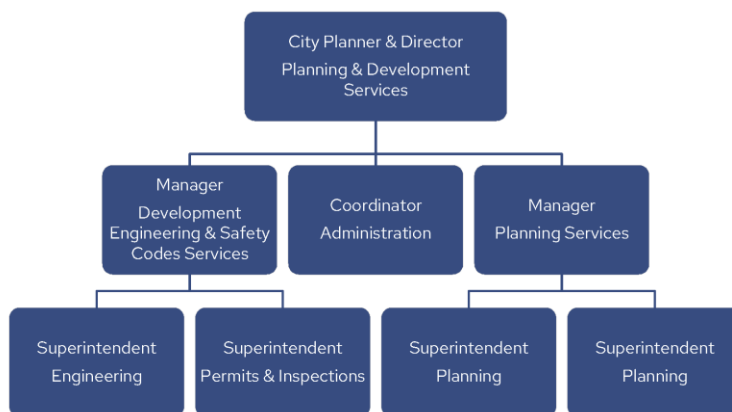 City Planner & Director
Planning & Development
Services
Manager
Development
Engineering & Safety
Codes Services
Coordinator
Administration
Manager
Planning Services
Superintendent
Engineering
Superintendent
Permits & Inspections
Superintendent
Planning
Superintendent
Planning